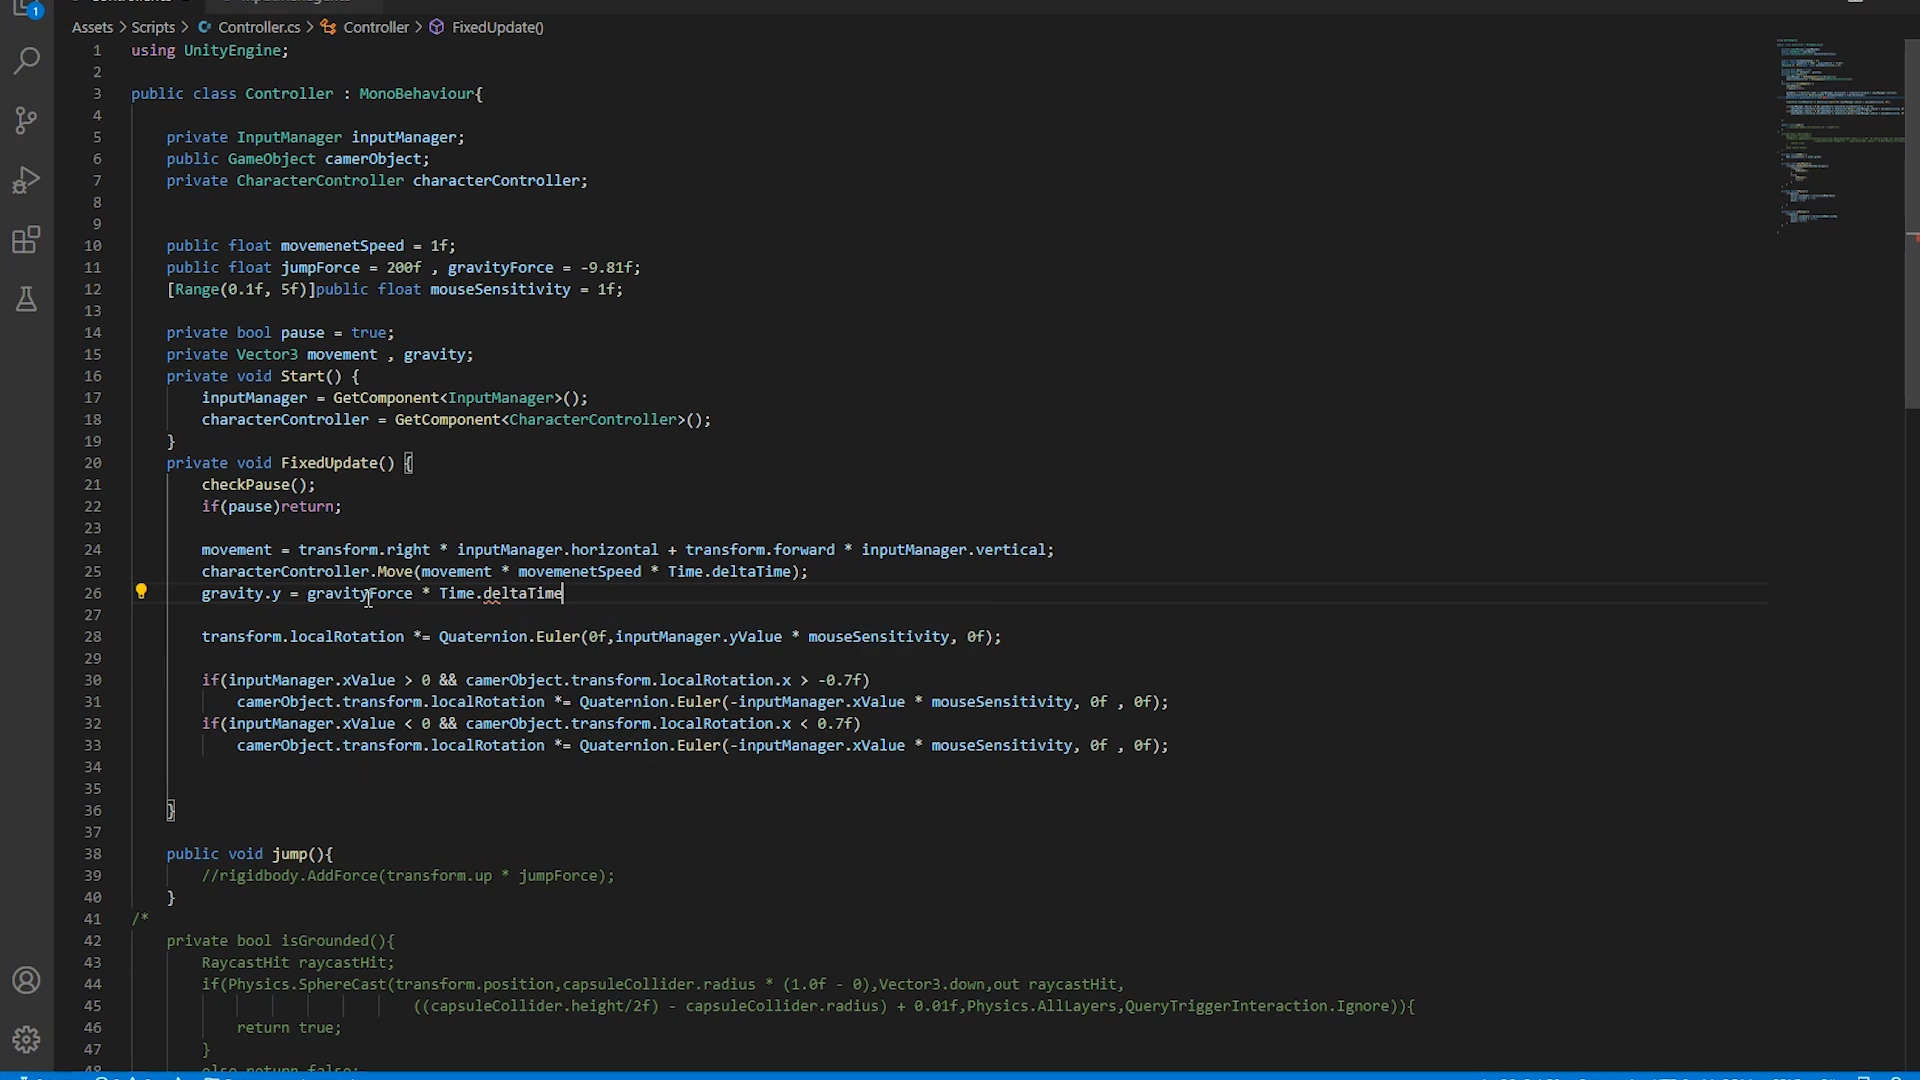 1
Assets > Scripts > Controller.cs > Controller > FixedUpdate()
1 using UnityEngine;
2
3 public class Controller : MonoBehaviour{
4
5 private InputManager inputManager;
6 public GameObject camerObject;
7 private CharacterController characterController;
8
9
10 public float movemenetSpeed = 1f;
11 public float jumpForce = 200f , gravityForce = -9.81f;
12 [Range(0.1f, 5f)]public float mouseSensitivity = 1f;
13
14 private bool pause = true;
15 private Vector3 movement , gravity;
16 private void Start() {
17 inputManager = GetComponent<InputManager>();
18 characterController = GetComponent<CharacterController>();
19 }
20 private void FixedUpdate() {
21 checkPause();
22 if(pause)return;
23
24 movement = transform.right * inputManager.horizontal + transform.forward * inputManager.vertical;
25 characterController.Move(movement * movemenetSpeed * Time.deltaTime);
26 gravity.y = gravityForce * Time.deltaTime
27
28 transform.localRotation *= Quaternion.Euler(0f,inputManager.yValue * mouseSensitivity, 0f);
29
30 if(inputManager.xValue > 0 && camerObject.transform.localRotation.x > -0.7f)
31 camerObject.transform.localRotation *= Quaternion.Euler(-inputManager.xValue * mouseSensitivity, 0f , 0f);
32 if(inputManager.xValue < 0 && camerObject.transform.localRotation.x < 0.7f)
33 camerObject.transform.localRotation *= Quaternion.Euler(-inputManager.xValue * mouseSensitivity, 0f , 0f);
34
35
36 }
37
38 public void jump(){
39 //rigidbody.AddForce(transform.up * jumpForce);
40 }
41 /*
42 private bool isGrounded(){
43 RaycastHit raycastHit;
44 if(Physics.SphereCast(transform.position,capsuleCollider.radius * (1.0f - 0),Vector3.down,out raycastHit,
45 ((capsuleCollider.height/2f) - capsuleCollider.radius) + 0.01f,Physics.AllLayers,QueryTriggerInteraction.Ignore)){
46 return true;
47 }
48 else return false;